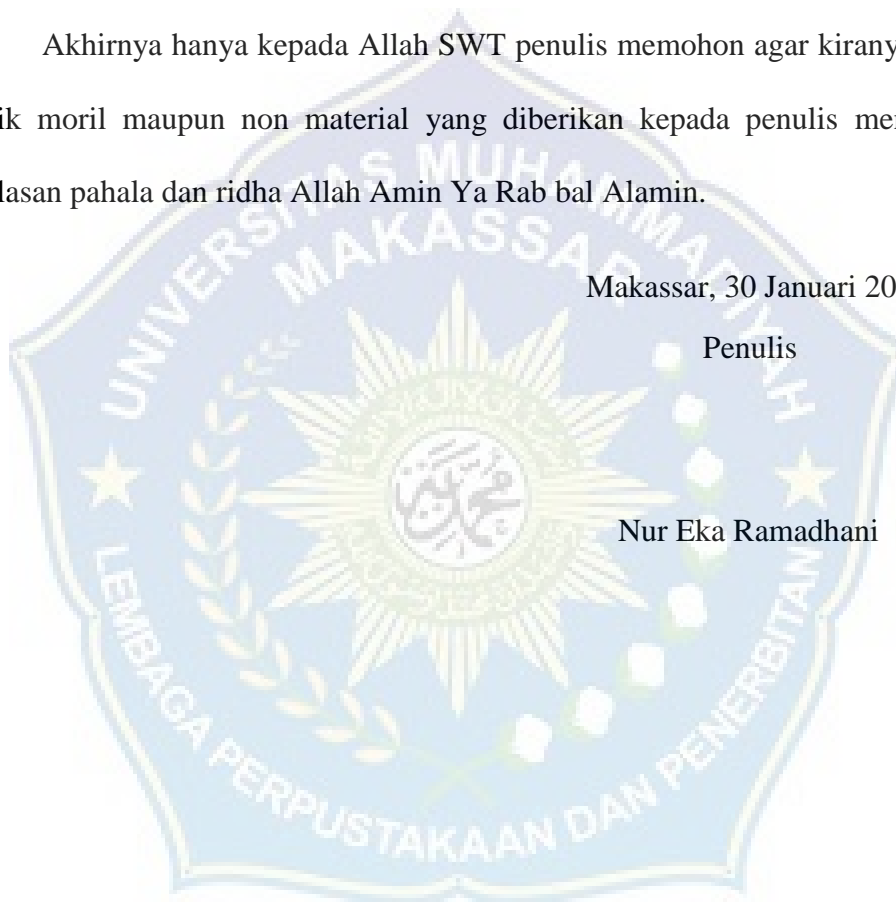 Akhirnya hanya kepada Allah SWT penulis memohon agar kirany
ik moril maupun non material yang diberikan kepada penulis me
lasan pahala dan ridha Allah Amin Ya Rab bal Alamin.
Makassar, 30 Januari 20
Penulis
Nur Eka Ramadhani
UNIVERSITAS MUHAMMADIYAH
MAKASSAR
LEMBAGA PERPUSTAKAAN DAN PENERBITAN